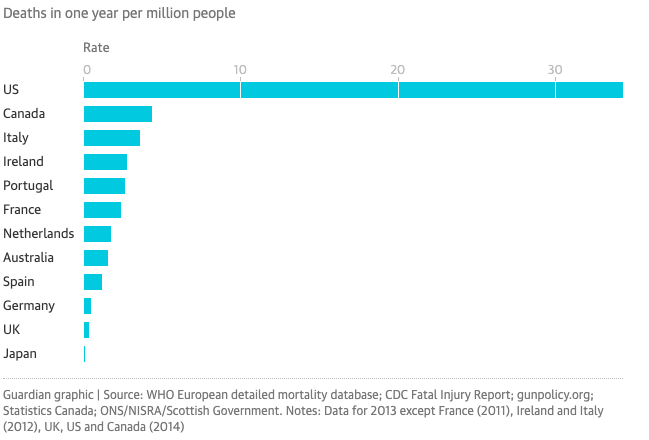 Deaths in one year per million people
Rate
0 10 20 30
US
Canada
Italy
Ireland
Portugal
France
Netherlands
Australia
Spain
Germany
UK
Japan
Guardian graphic | Source: WHO European detailed mortality database; CDC Fatal Injury Report; gunpolicy.org;
Statistics Canada; ONS/NISRA/Scottish Government. Notes: Data for 2013 except France (2011), Ireland and Italy
(2012), UK, US and Canada (2014)